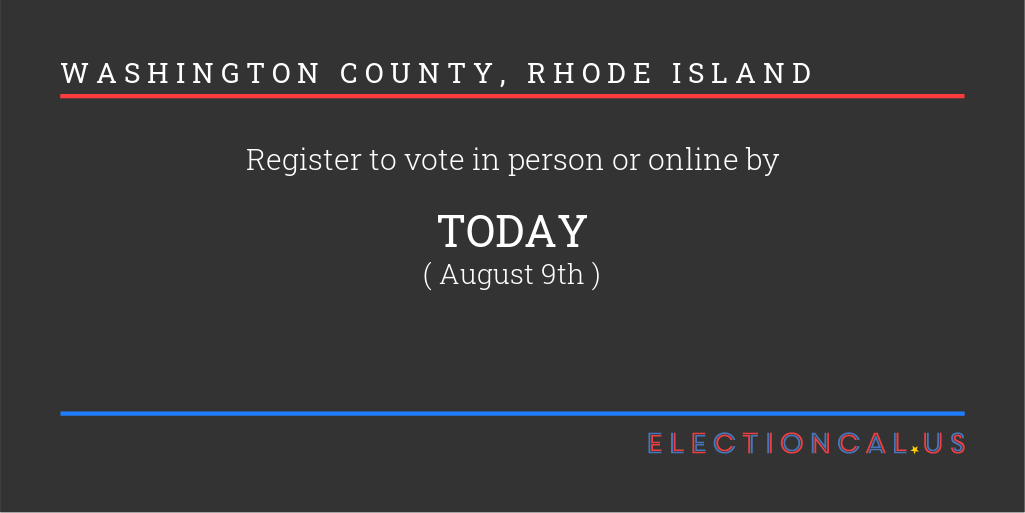 WASHINGTON COUNTY, RHODE ISLAND
Register to vote in person or online by
TODAY
( August 9th )
ELECTIONCAL.US